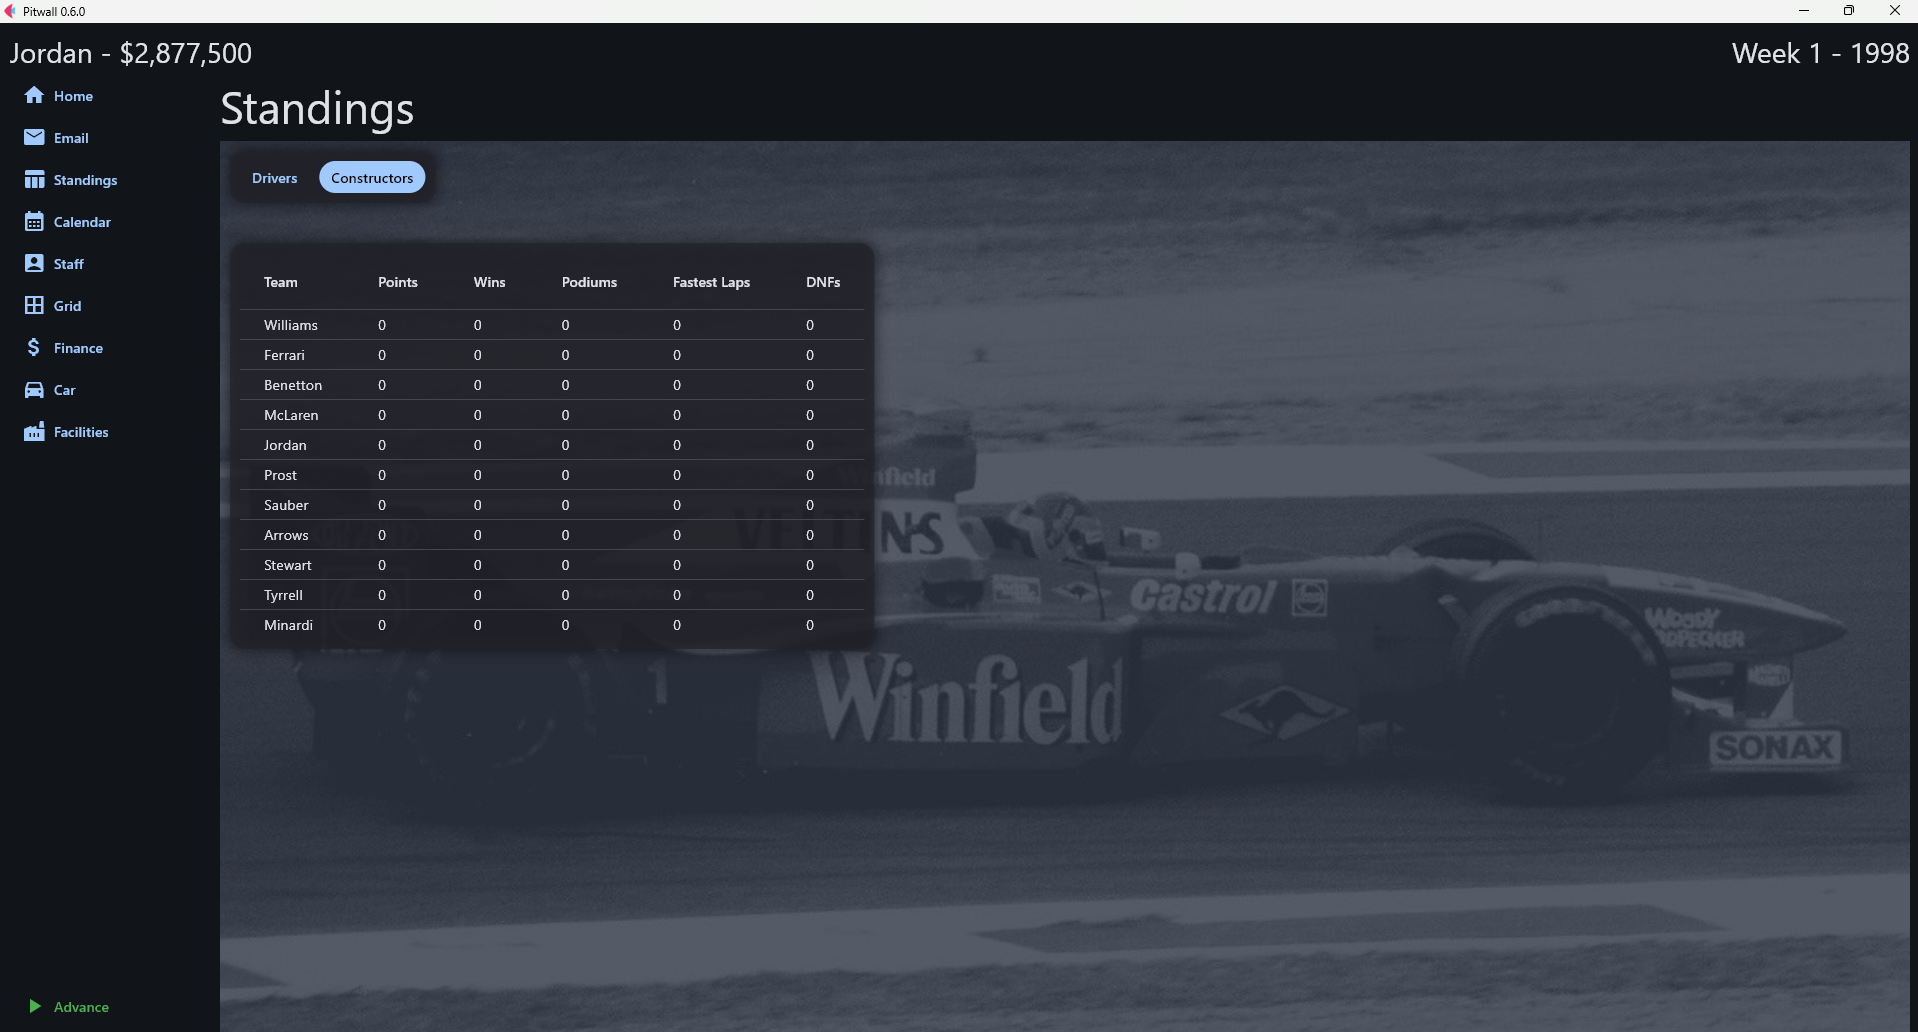 Pitwall 0.6.0
Jordan - $2,877,500
Week 1 - 1998
Home
Email
Standings
Calendar
Staff
Grid
Finance
Car
Facilities
Advance
Standings
Drivers Constructors
Team Points Wins Podiums Fastest Laps DNFs
Williams 0 0 0 0 0
Ferrari 0 0 0 0 0
Benetton 0 0 0 0 0
McLaren 0 0 0 0 0
Jordan 0 0 0 0 0
Prost 0 0 0 0 0
Sauber 0 0 0 0 0
Arrows 0 0 0 0 0
Stewart 0 0 0 0 0
Tyrrell 0 0 0 0 0
Minardi 0 0 0 0 0
Winfield
VELTINS
Castrol
WOODY
1
Winfield
SONAX